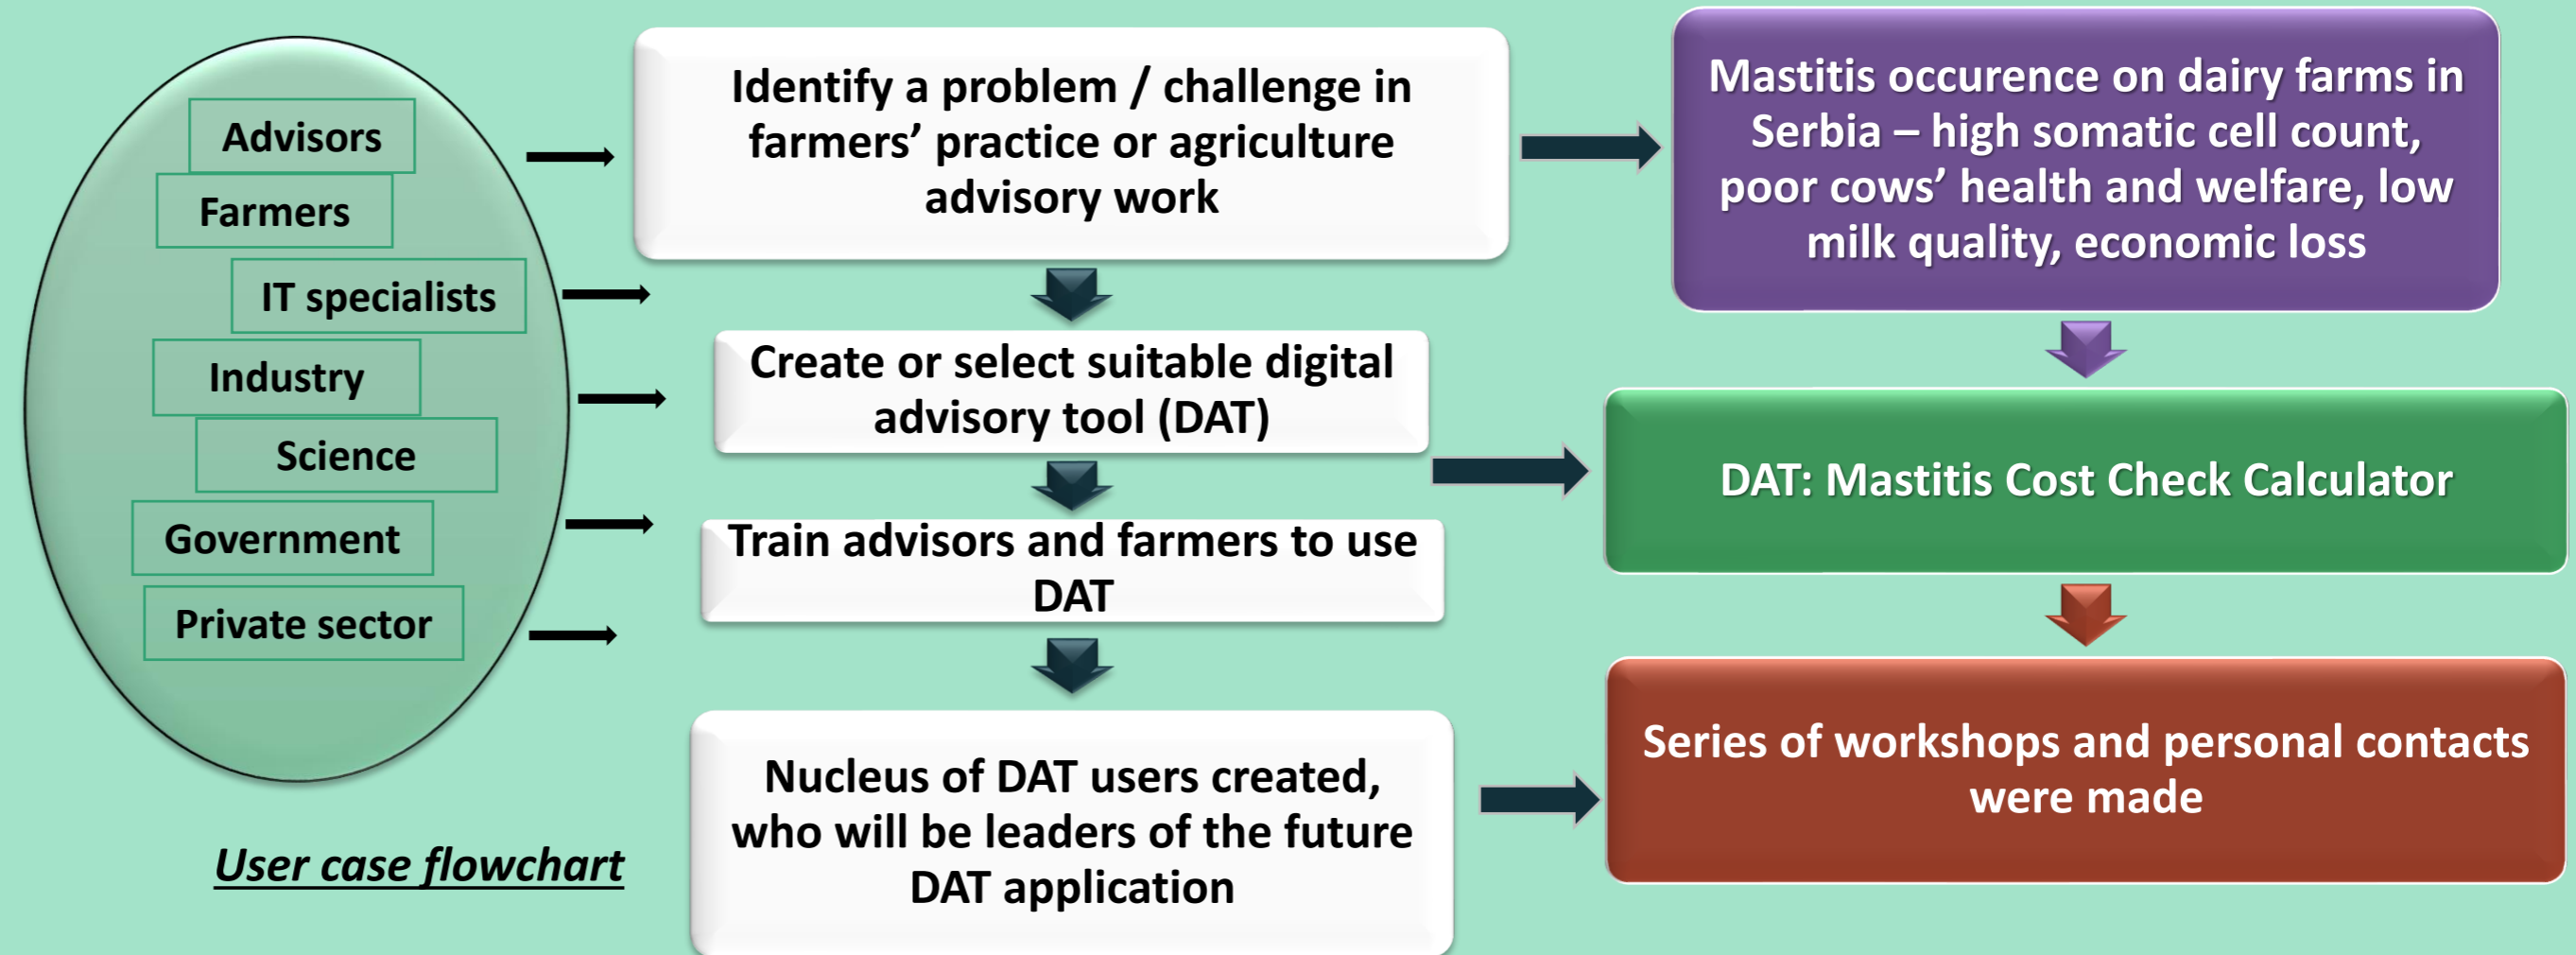 Advisors
Farmers
IT specialists
Industry
Science
Government
Private sector
User case flowchart
Identify a problem / challenge in
farmers’ practice or agriculture
advisory work
Create or select suitable digital
advisory tool (DAT)
Train advisors and farmers to use
DAT
Nucleus of DAT users created,
who will be leaders of the future
DAT application
Mastitis occurence on dairy farms in
Serbia – high somatic cell count,
poor cows’ health and welfare, low
milk quality, economic loss
DAT: Mastitis Cost Check Calculator
Series of workshops and personal contacts
were made